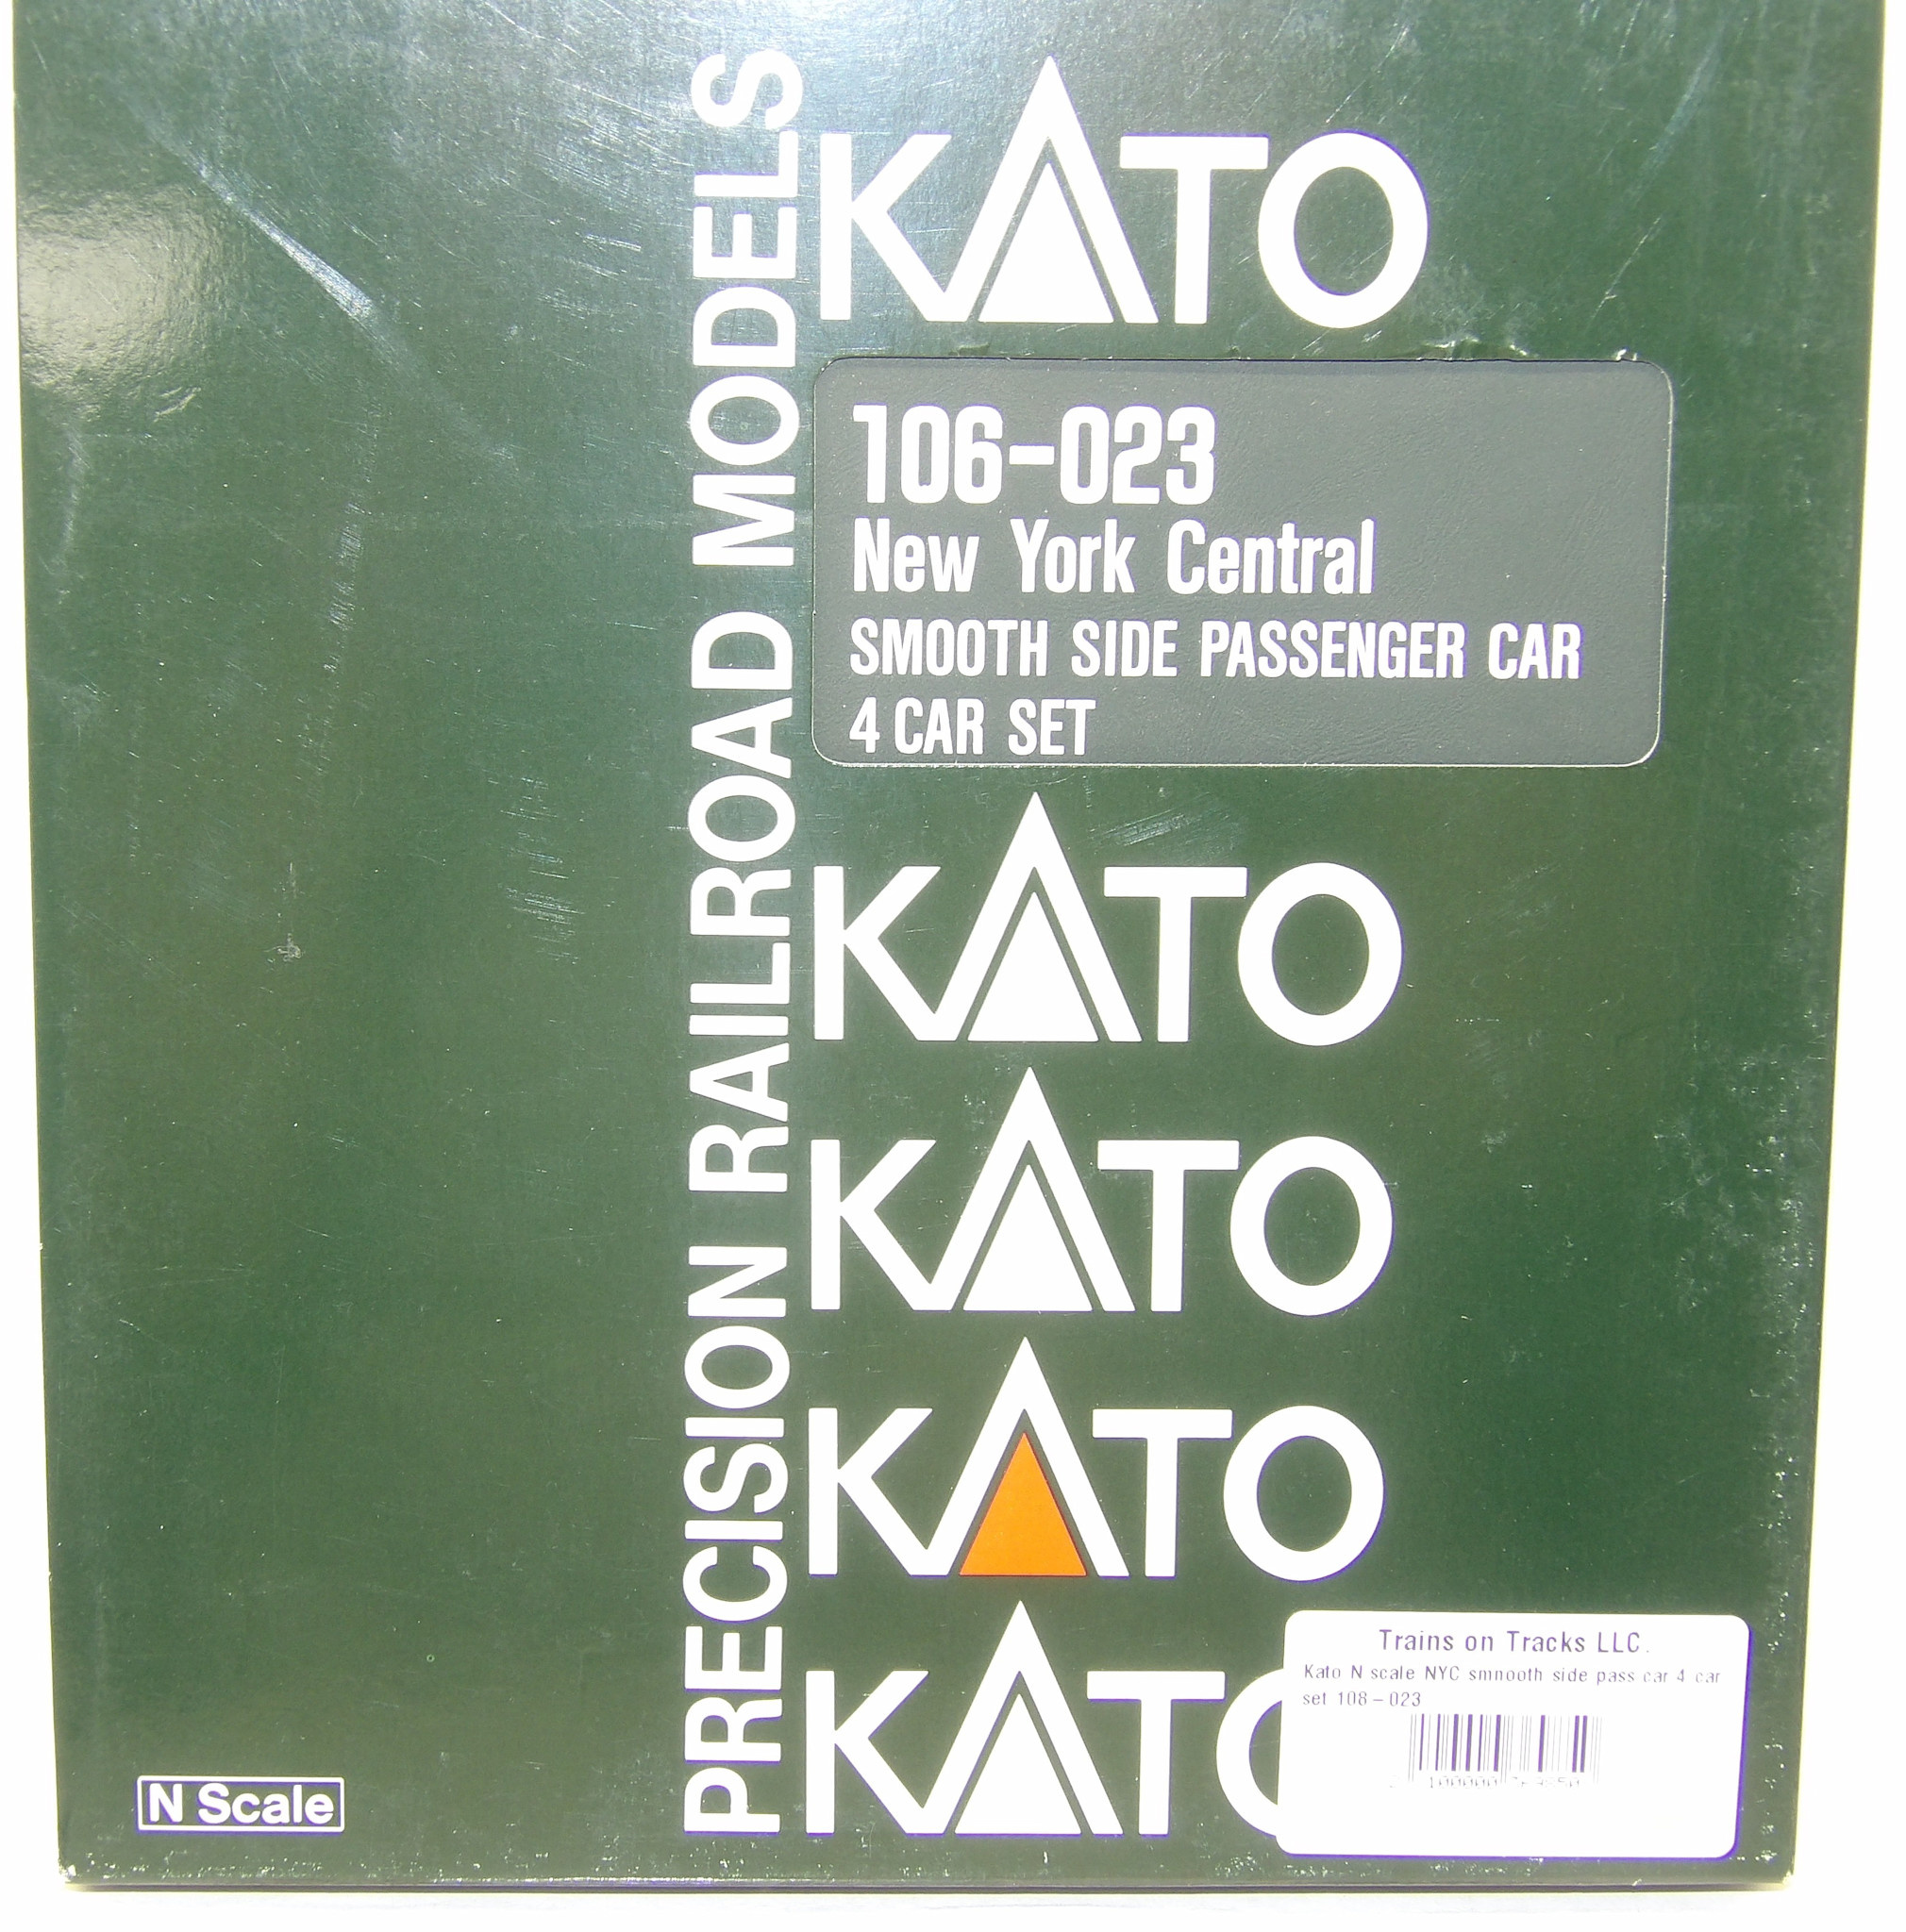 PRECISION RAILROAD MODELS
KATO
106-023
New York Central
SMOOTH SIDE PASSENGER CAR
4 CAR SET
KATO
KATO
KATO
KATO
N Scale
Trains on Tracks LLC.
Kato N scale NYC smnooth side pass car 4 car
set 108-023